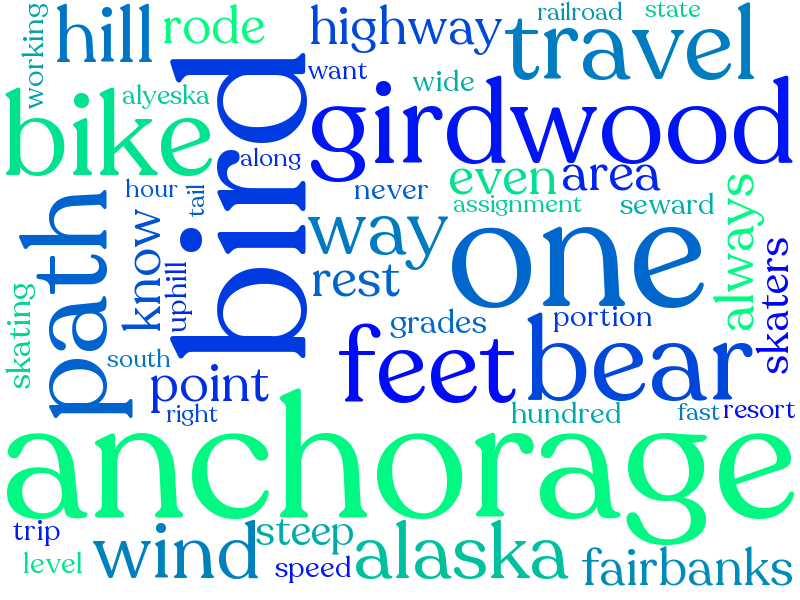 working
hill
rode
highway
railroad
state
travel
want
wide
bike
alyeska
bird
along
girdwood
hour
tail
never
even
area
assignment
seward
always
path
know
uphill
way
rest
one
skaters
skating
south
point
right
grades
portion
feet
bear
hundred
fast
resort
anchorage
trip
level
wind
steep
speed
alaska
fairbanks